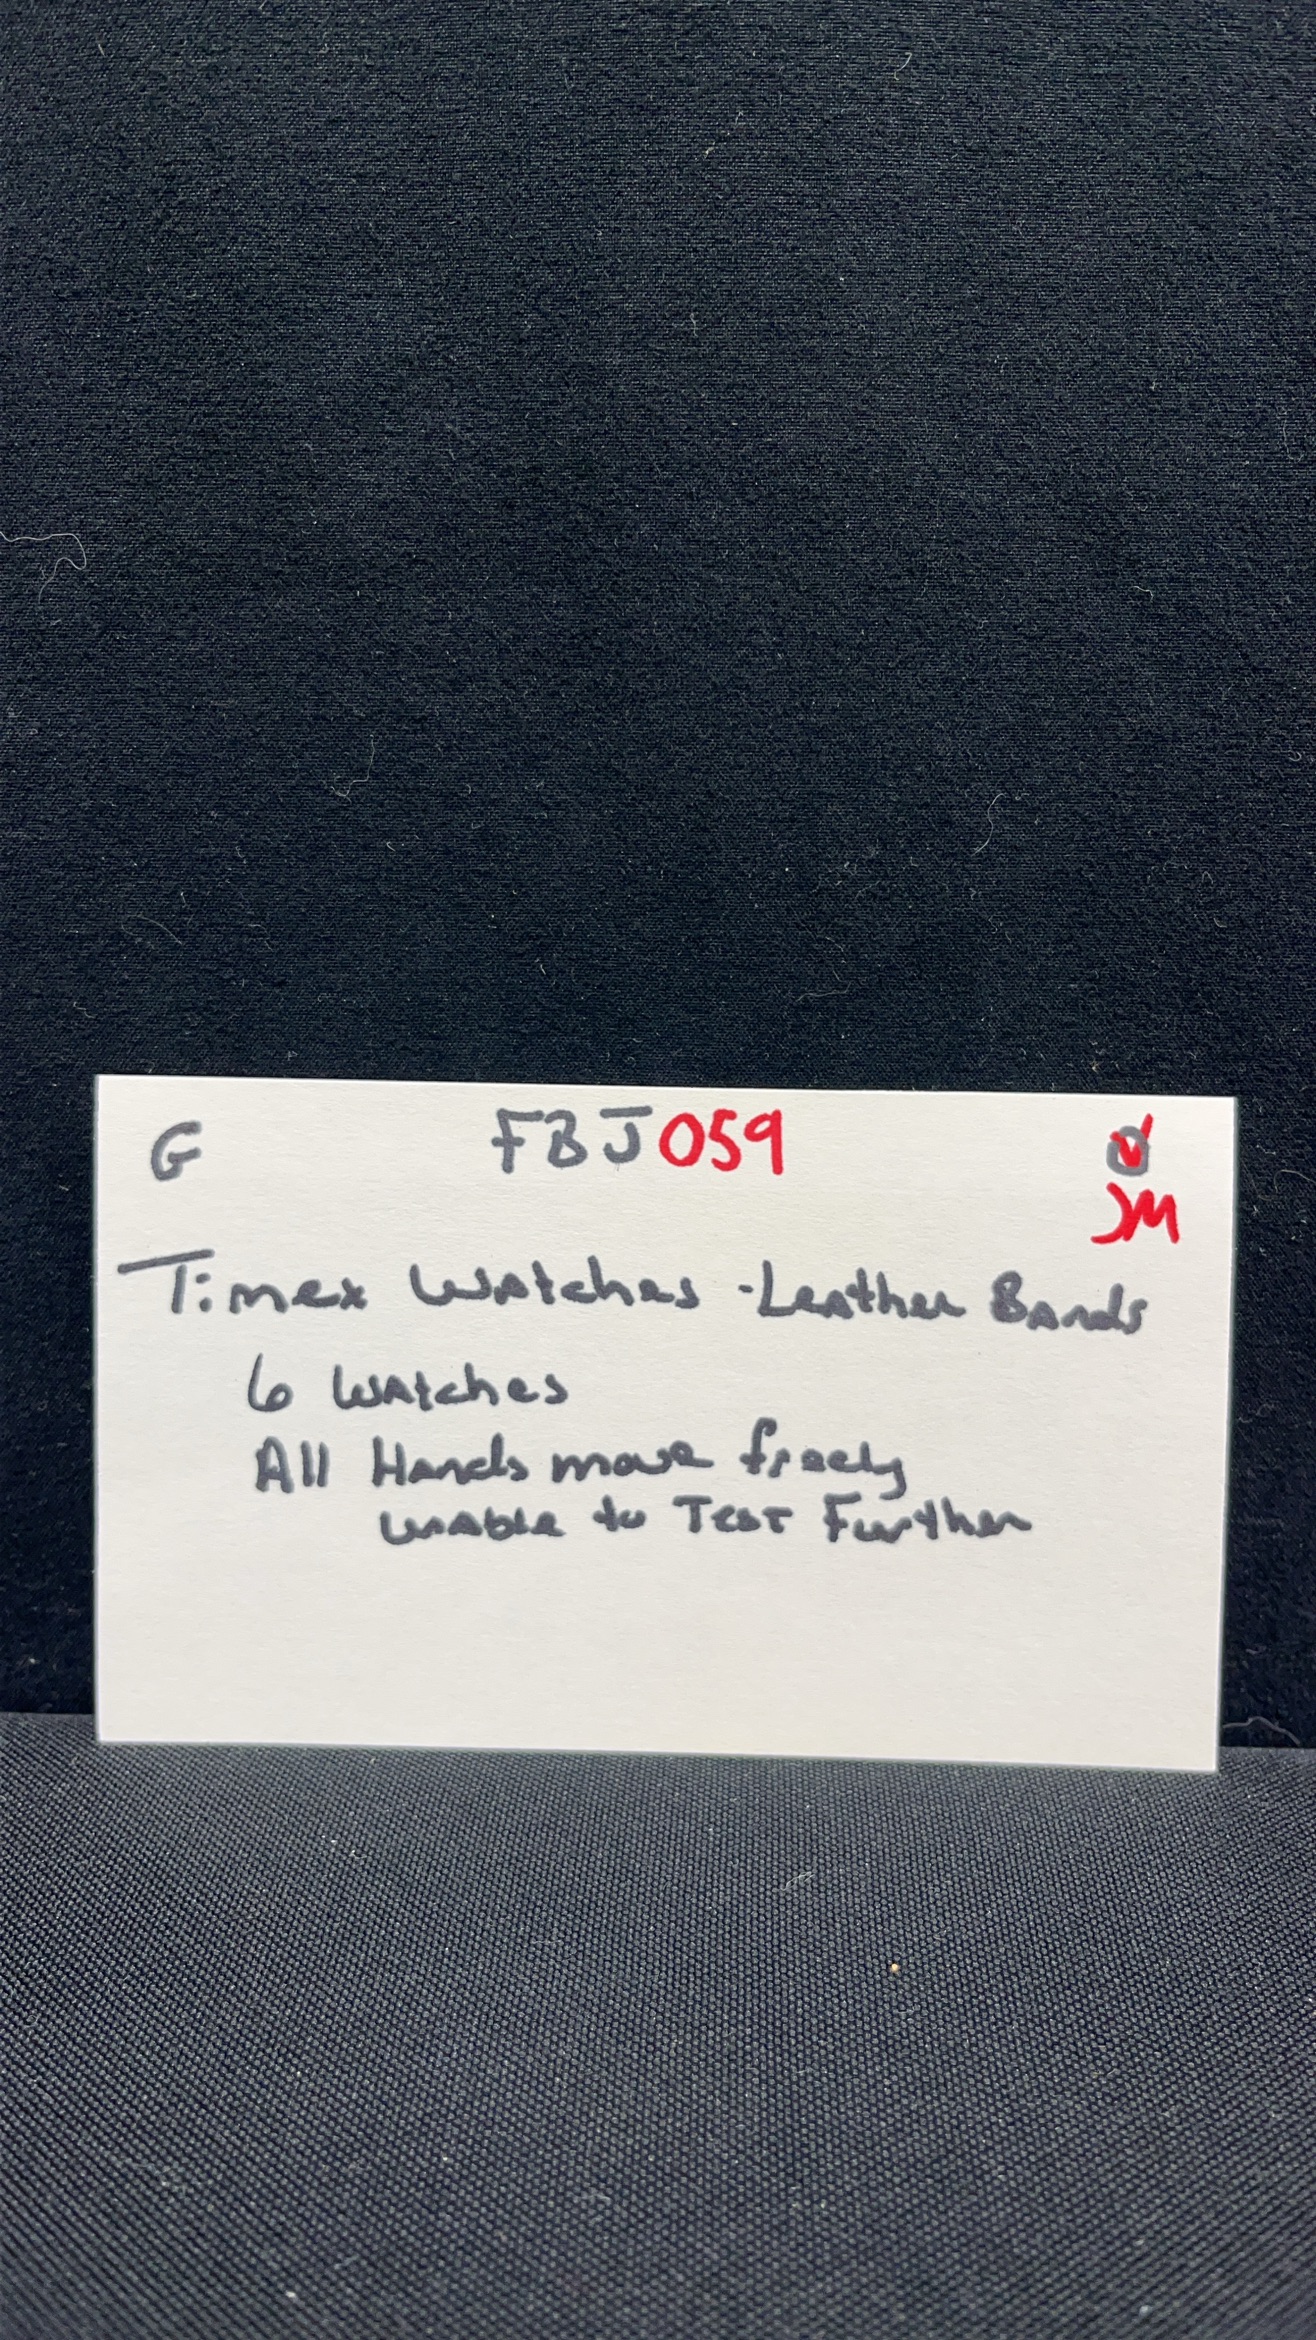 G FBJ059 ☑
JM
Timex Watches - Leather Bands
6 Watches
All Hands move freely
unable to Test Further